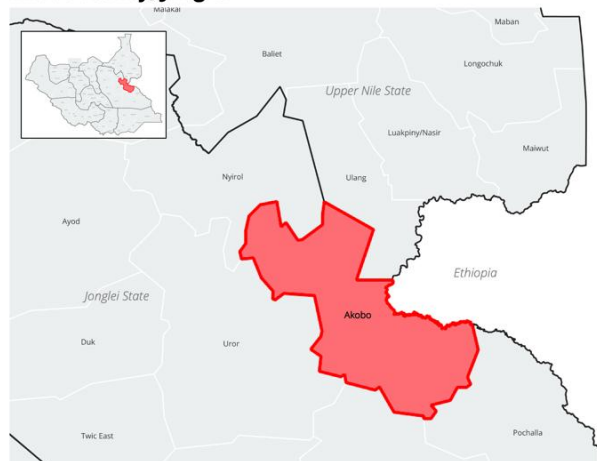 Malakal
Maban
Baliet
Longochuk
Upper Nile State
Luakpiny/Nasir
Maiwut
Nyirol
Ulang
Ayod
Ethiopia
Jonglei State
Akobo
Duk
Uror
Twic East
Pochalla